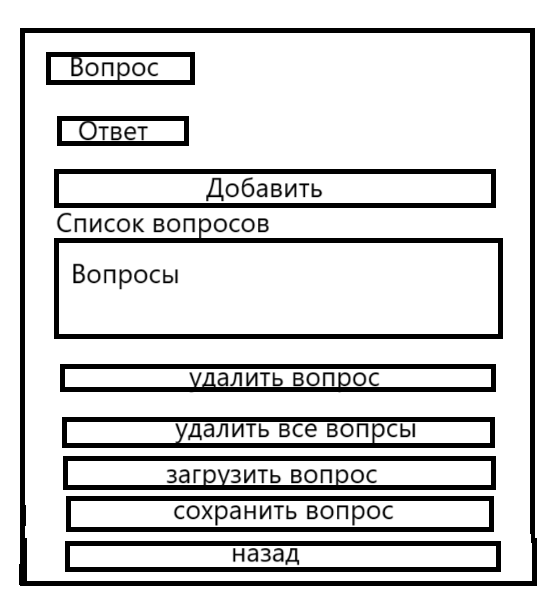 Вопрос
Ответ
Добавить
Список вопросов
Вопросы
удалить вопрос
удалить все вопрсы
загрузить вопрос
сохранить вопрос
назад